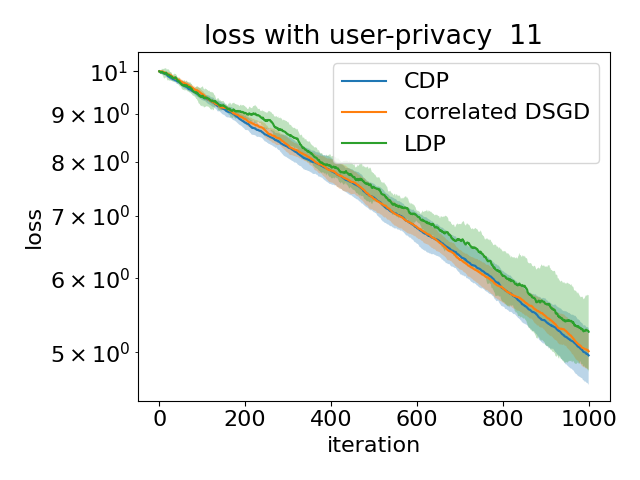 loss with user-privacy  11
10¹
9 × 10⁰
8 × 10⁰
7 × 10⁰
6 × 10⁰
5 × 10⁰
loss
CDP
correlated DSGD
LDP
0 200 400 600 800 1000
iteration